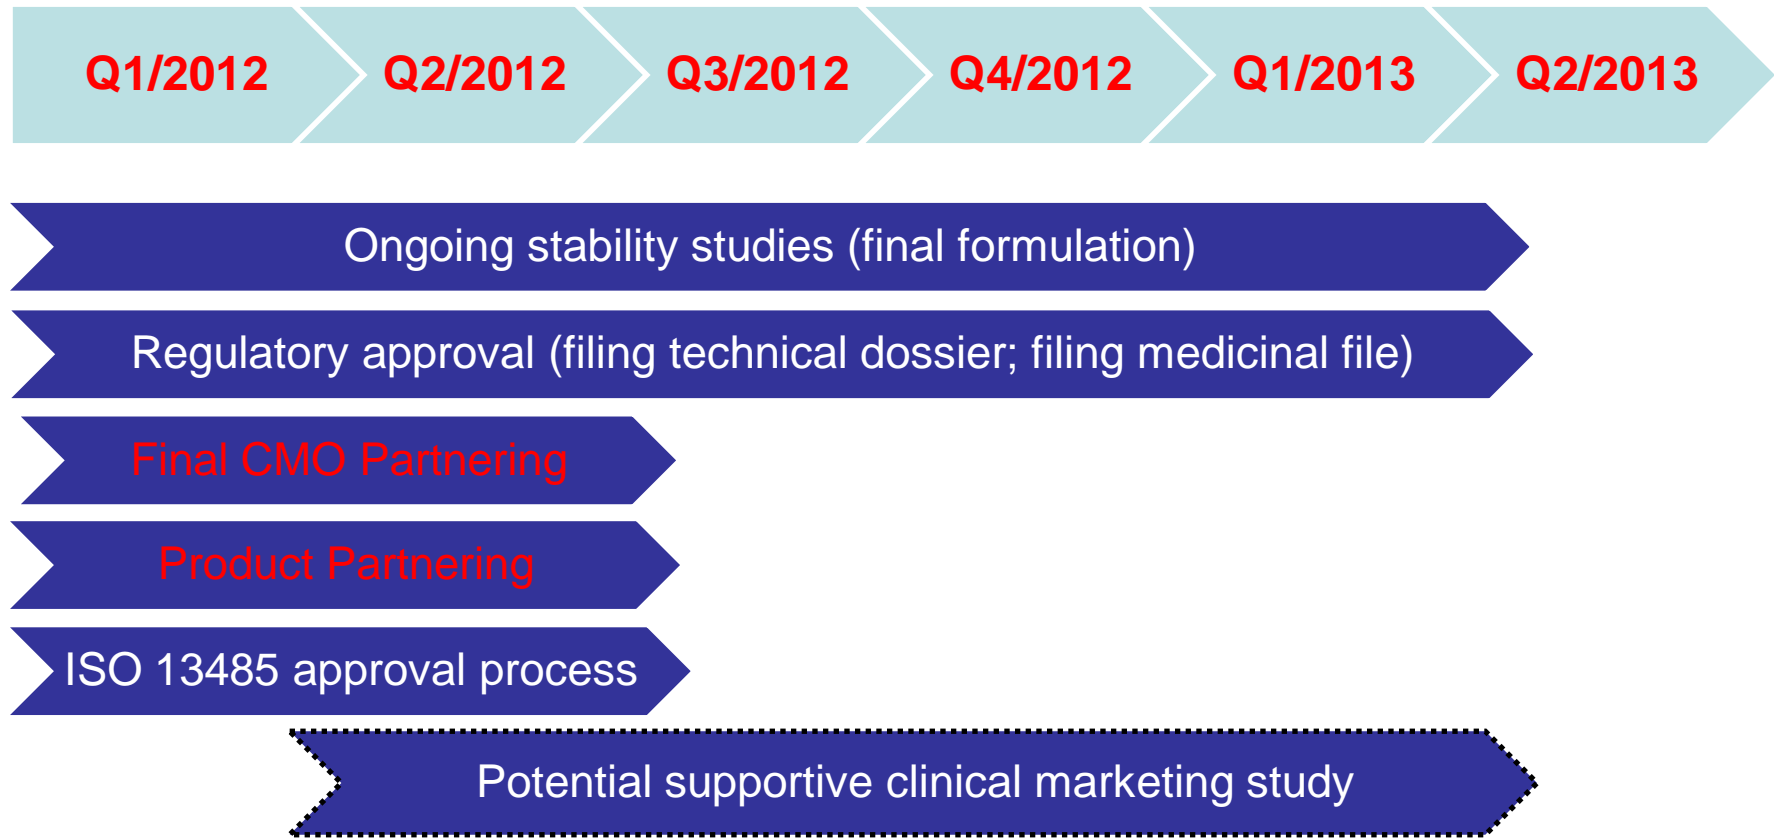 Q1/2012 Q2/2012 Q3/2012 Q4/2012 Q1/2013 Q2/2013
Ongoing stability studies (final formulation)
Regulatory approval (filing technical dossier; filing medicinal file)
Final CMO Partnering
Product Partnering
ISO 13485 approval process
Potential supportive clinical marketing study